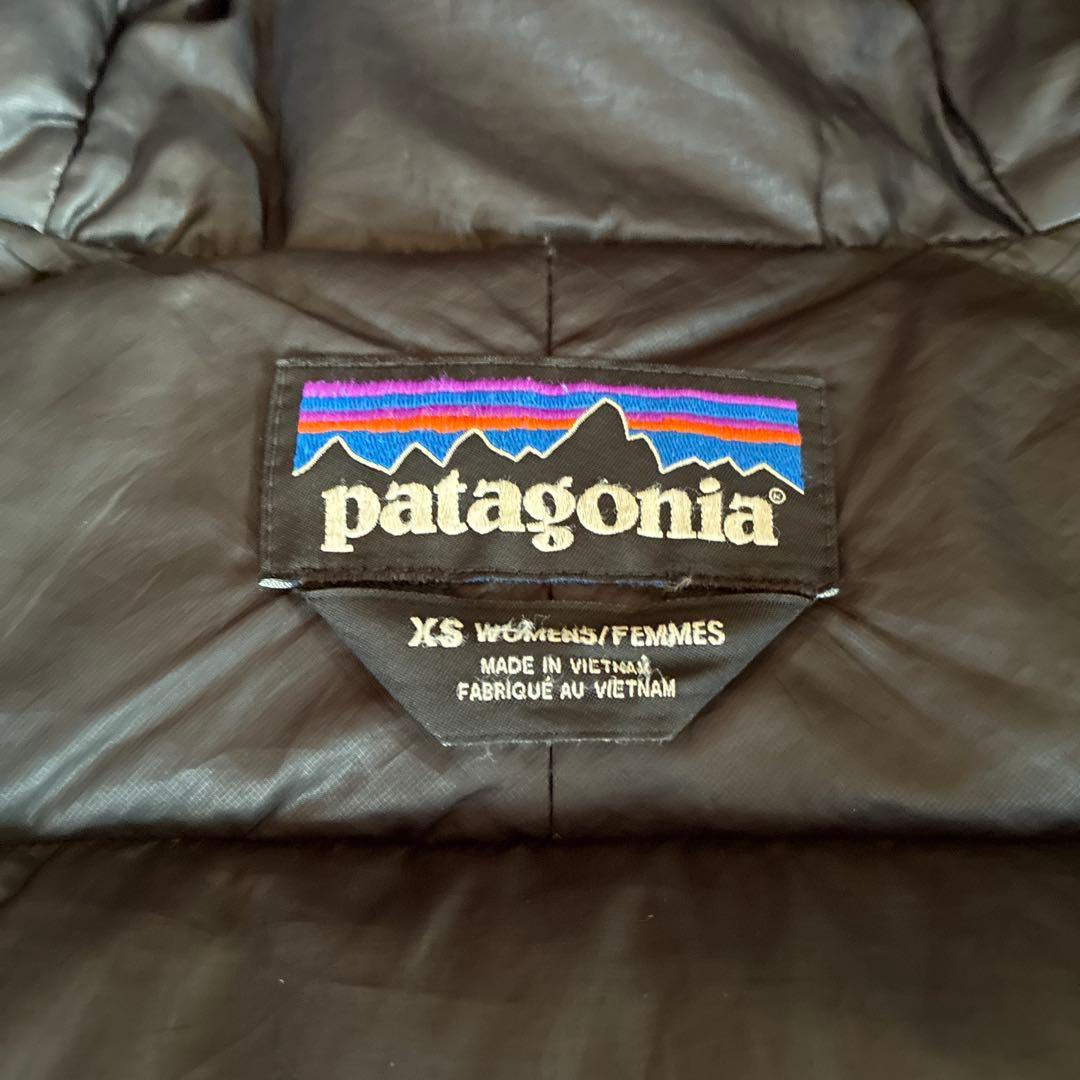 patagonia®
XS WOMENS/FEMMES
MADE IN VIETNAM
FABRIQUÉ AU VIETNAM